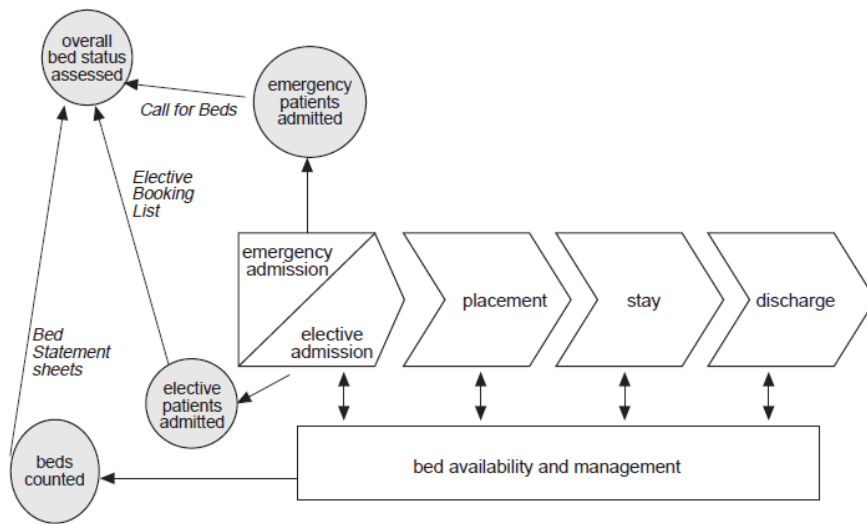 overall
bed status
assessed
emergency
patients
admitted
Call for Beds
Elective
Booking
List
emergency
admission
elective
admission
placement
stay
discharge
Bed
Statement
sheets
elective
patients
admitted
beds
counted
bed availability and management